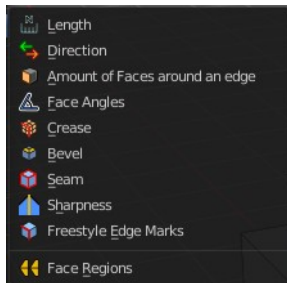 Length
Direction
Amount of Faces around an edge
Face Angles
Crease
Bevel
Seam
Sharpness
Freestyle Edge Marks
Face Regions